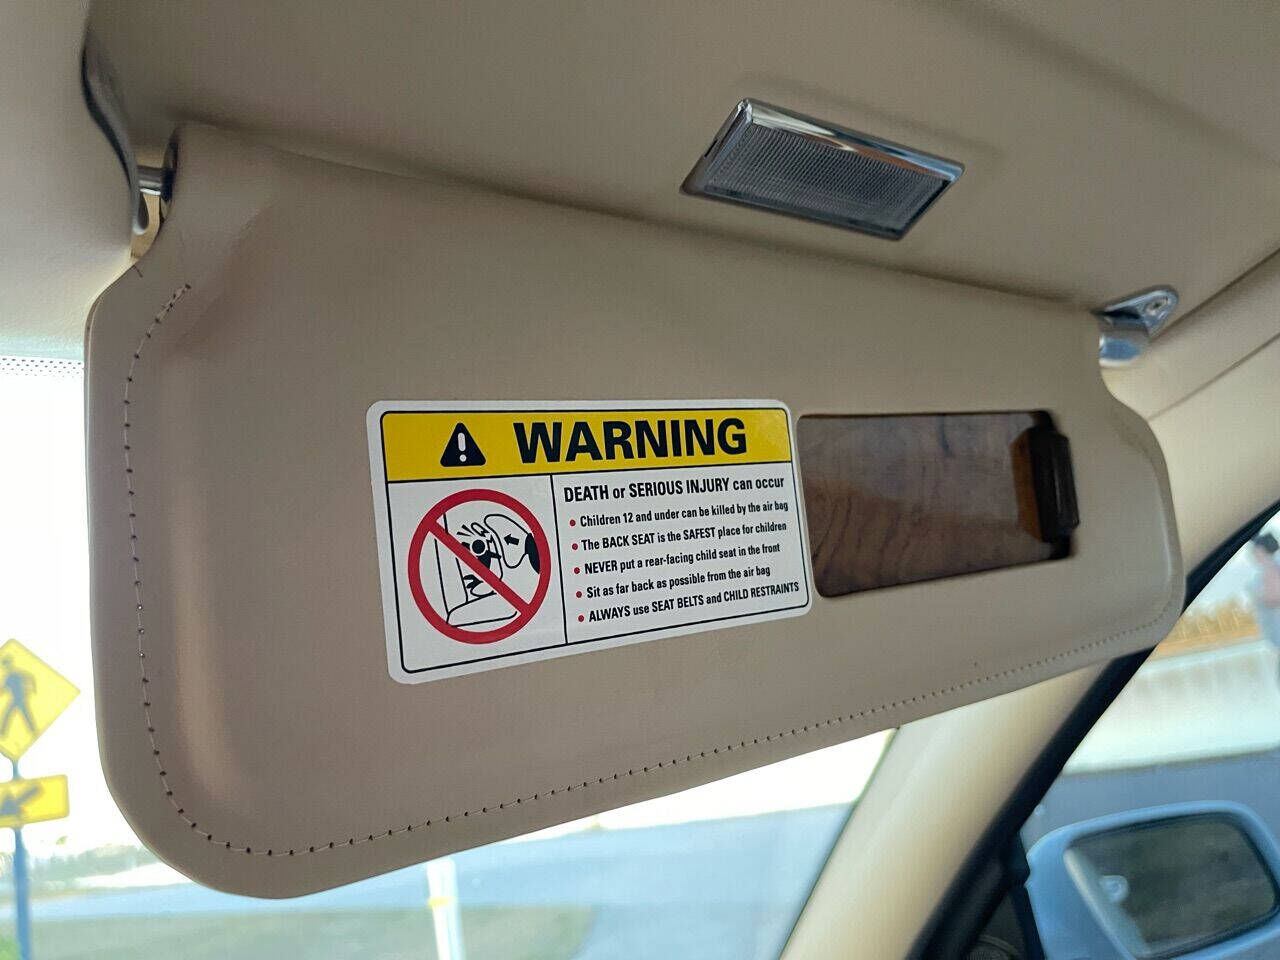 WARNING
DEATH or SERIOUS INJURY can occur
• Children 12 and under can be killed by the air bag
• The BACK SEAT is the SAFEST place for children
• NEVER put a rear-facing child seat in the front
• Sit as far back as possible from the air bag
• ALWAYS use SEAT BELTS and CHILD RESTRAINTS